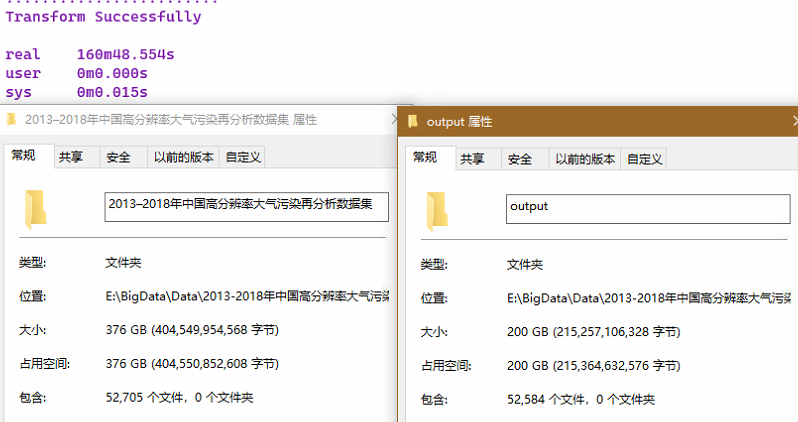 Transform Successfully
real 160m48.554s
user 0m0.000s
sys 0m0.015s
2013–2018年中国高分辨率大气污染再分析数据集 属性
常规 共享 安全 以前的版本 自定义
2013–2018年中国高分辨率大气污染再分析数据集
类型: 文件夹
位置: E:\BigData\Data\2013-2018年中国高分辨率大气污染
大小: 376 GB (404,549,954,568 字节)
占用空间: 376 GB (404,550,852,608 字节)
包含: 52,705 个文件，0 个文件夹
output 属性
常规 共享 安全 以前的版本 自定义
output
类型: 文件夹
位置: E:\BigData\Data\2013-2018年中国高分辨率大气污染
大小: 200 GB (215,257,106,328 字节)
占用空间: 200 GB (215,364,632,576 字节)
包含: 52,584 个文件，0 个文件夹